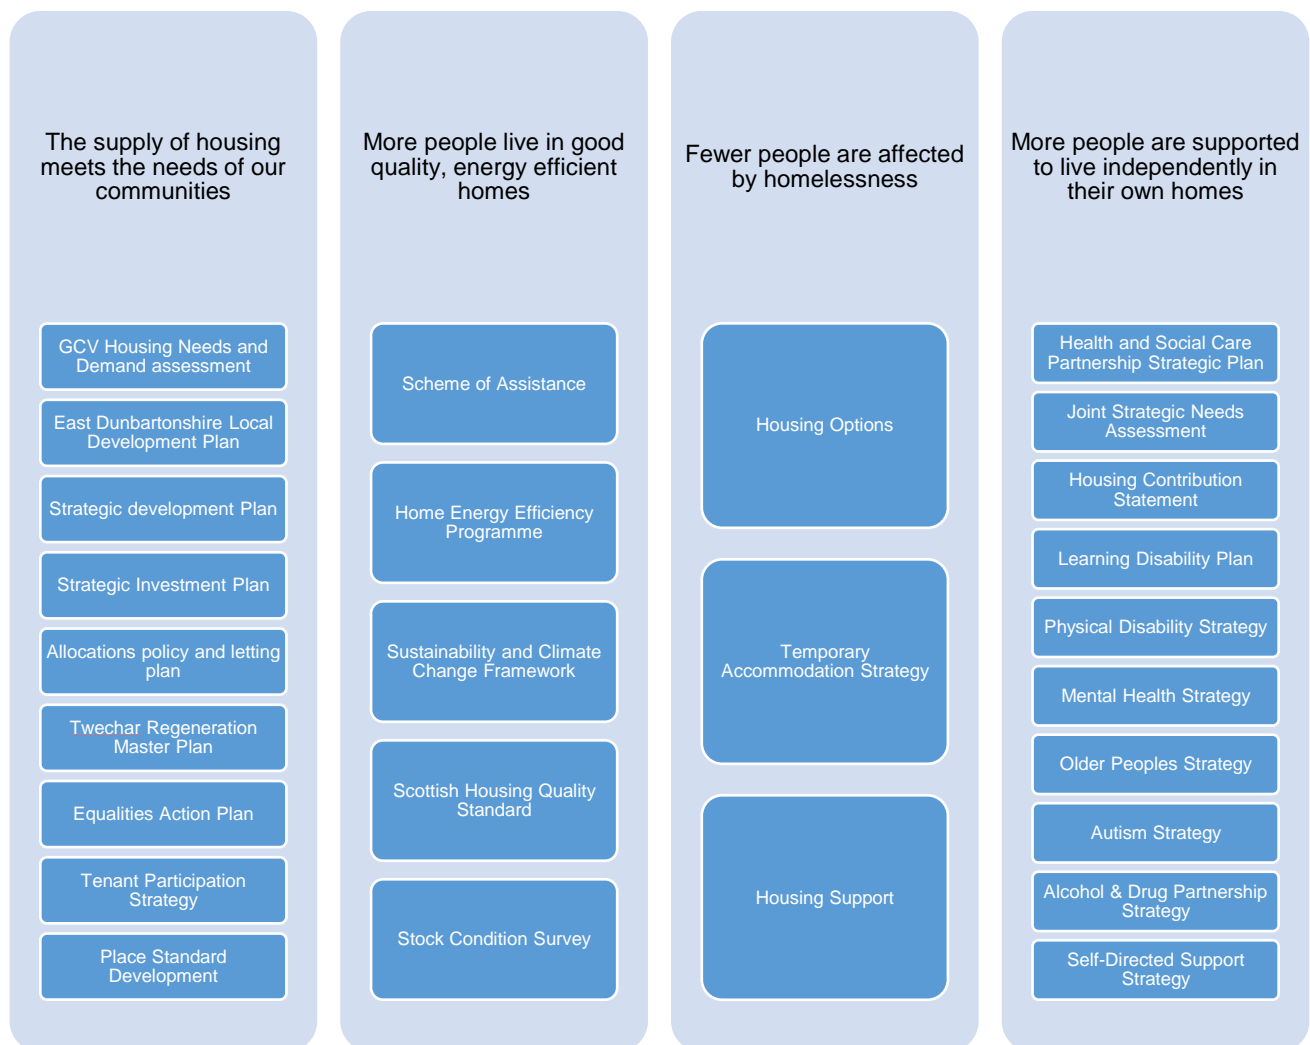 The supply of housing
meets the needs of our
communities
GCV Housing Needs and
Demand assessment
East Dunbartonshire Local
Development Plan
Strategic development Plan
Strategic Investment Plan
Allocations policy and letting
plan
Twechar Regeneration
Master Plan
Equalities Action Plan
Tenant Participation
Strategy
Place Standard
Development
More people live in good
quality, energy efficient
homes
Scheme of Assistance
Home Energy Efficiency
Programme
Sustainability and Climate
Change Framework
Scottish Housing Quality
Standard
Stock Condition Survey
Fewer people are affected
by homelessness
Housing Options
Temporary
Accommodation Strategy
Housing Support
More people are supported
to live independently in
their own homes
Health and Social Care
Partnership Strategic Plan
Joint Strategic Needs
Assessment
Housing Contribution
Statement
Learning Disability Plan
Physical Disability Strategy
Mental Health Strategy
Older Peoples Strategy
Autism Strategy
Alcohol & Drug Partnership
Strategy
Self-Directed Support
Strategy